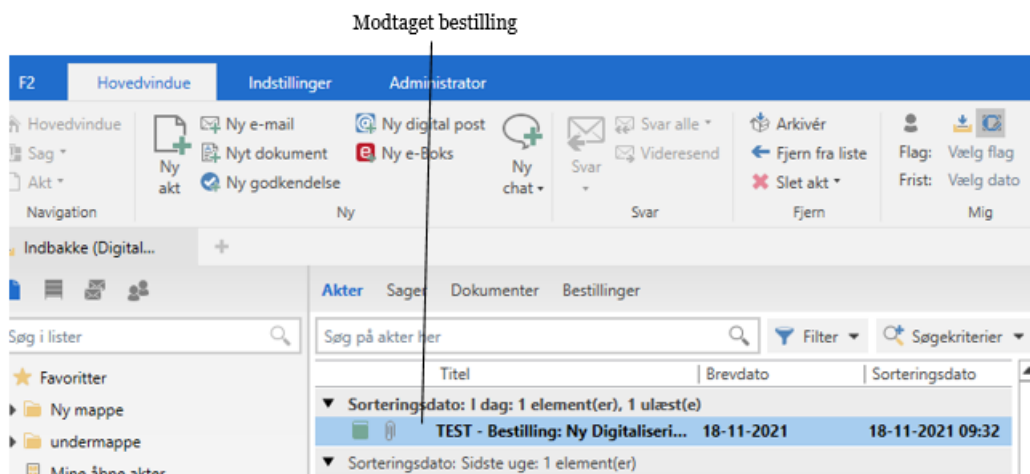 Modtaget bestilling
F2 Hovedvindue Indstillinger Administrator
Hovedvindue Ny e-mail Ny digital post Svar alle Arkivér
Sag Nyt dokument Ny e-Boks Videresend Fjern fra liste Flag: Vælg flag
Akt Ny akt Ny godkendelse Ny chat Svar Slet akt Frist: Vælg dato
Navigation Ny Svar Fjern Mig
Indbakke (Digital...
Akter Sager Dokumenter Bestillinger
Søg i lister Søg på akter her Filter Søgekriterier
Favoritter Titel Brevdato Sorteringsdato
Ny mappe Sorteringsdato: I dag: 1 element(er), 1 ulæst(e)
undermappe TEST - Bestilling: Ny Digitaliseri... 18-11-2021 18-11-2021 09:32
Mine åbne akter Sorteringsdato: Sidste uge: 1 element(er)